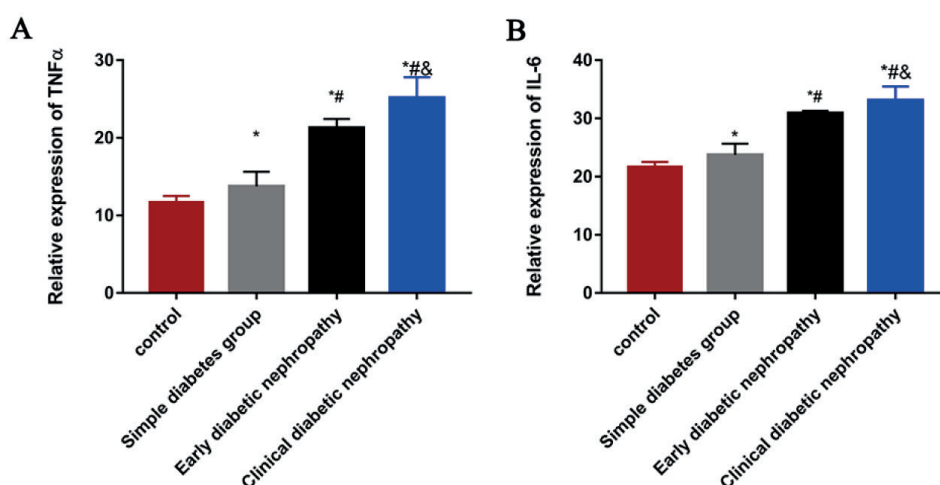 A
Relative expression of TNFα
30
20
10
0
*
*#
*#&
control
Simple diabetes group
Early diabetic nephropathy
Clinical diabetic nephropathy
B
Relative expression of IL-6
40
30
20
10
0
*
*#
*#&
control
Simple diabetes group
Early diabetic nephropathy
Clinical diabetic nephropathy